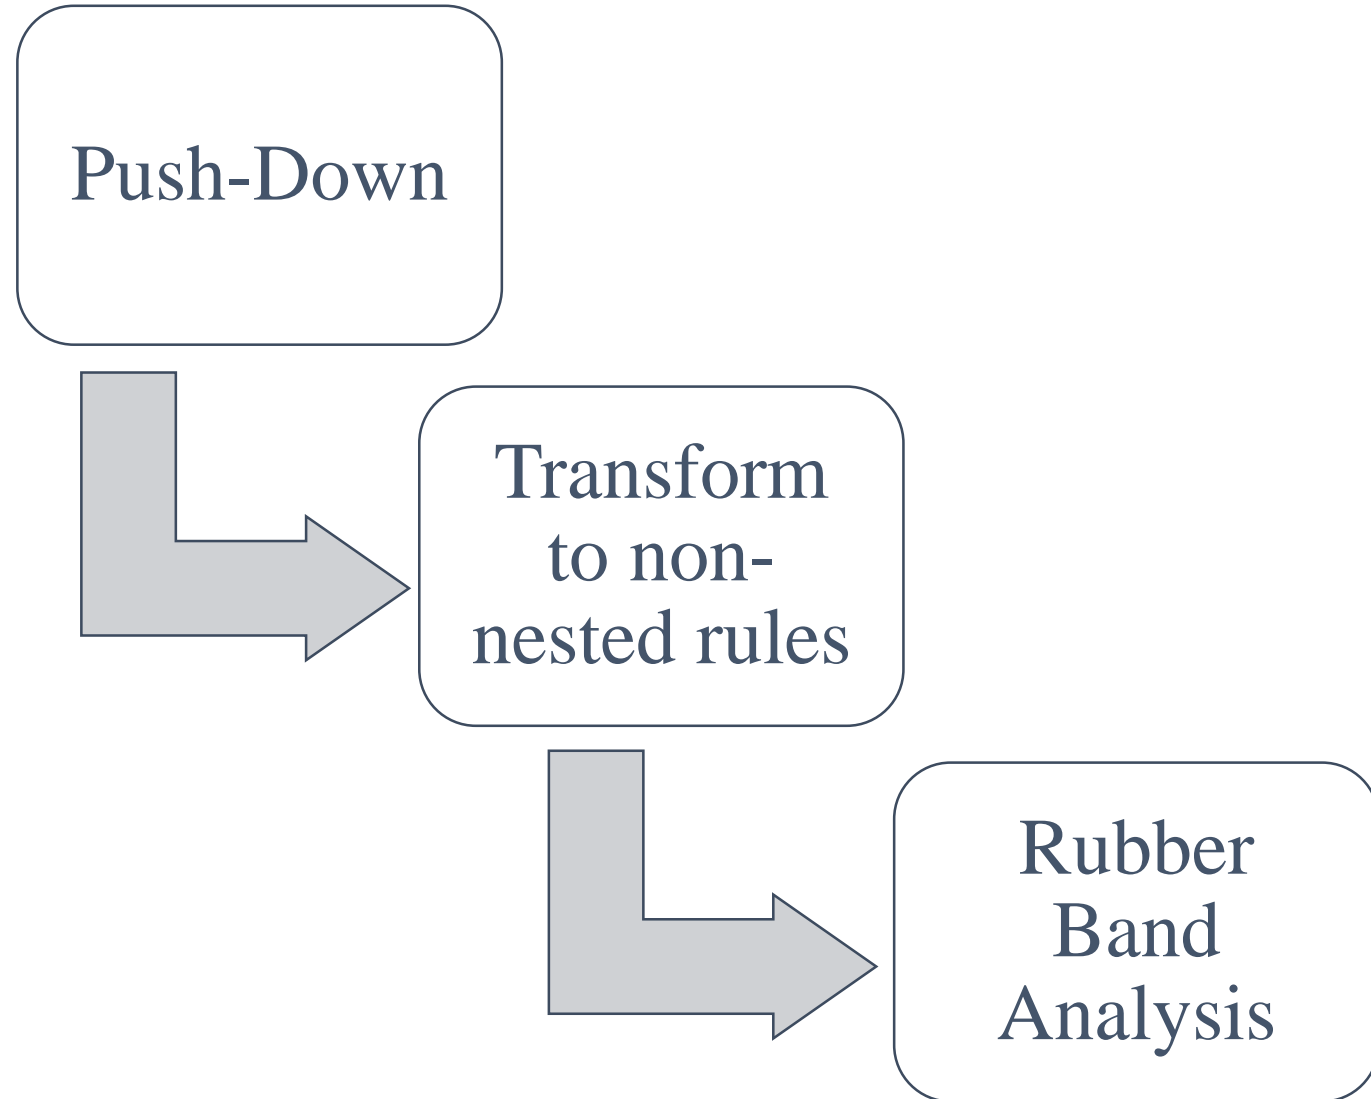 Push-Down
Transform
to non-
nested rules
Rubber
Band
Analysis